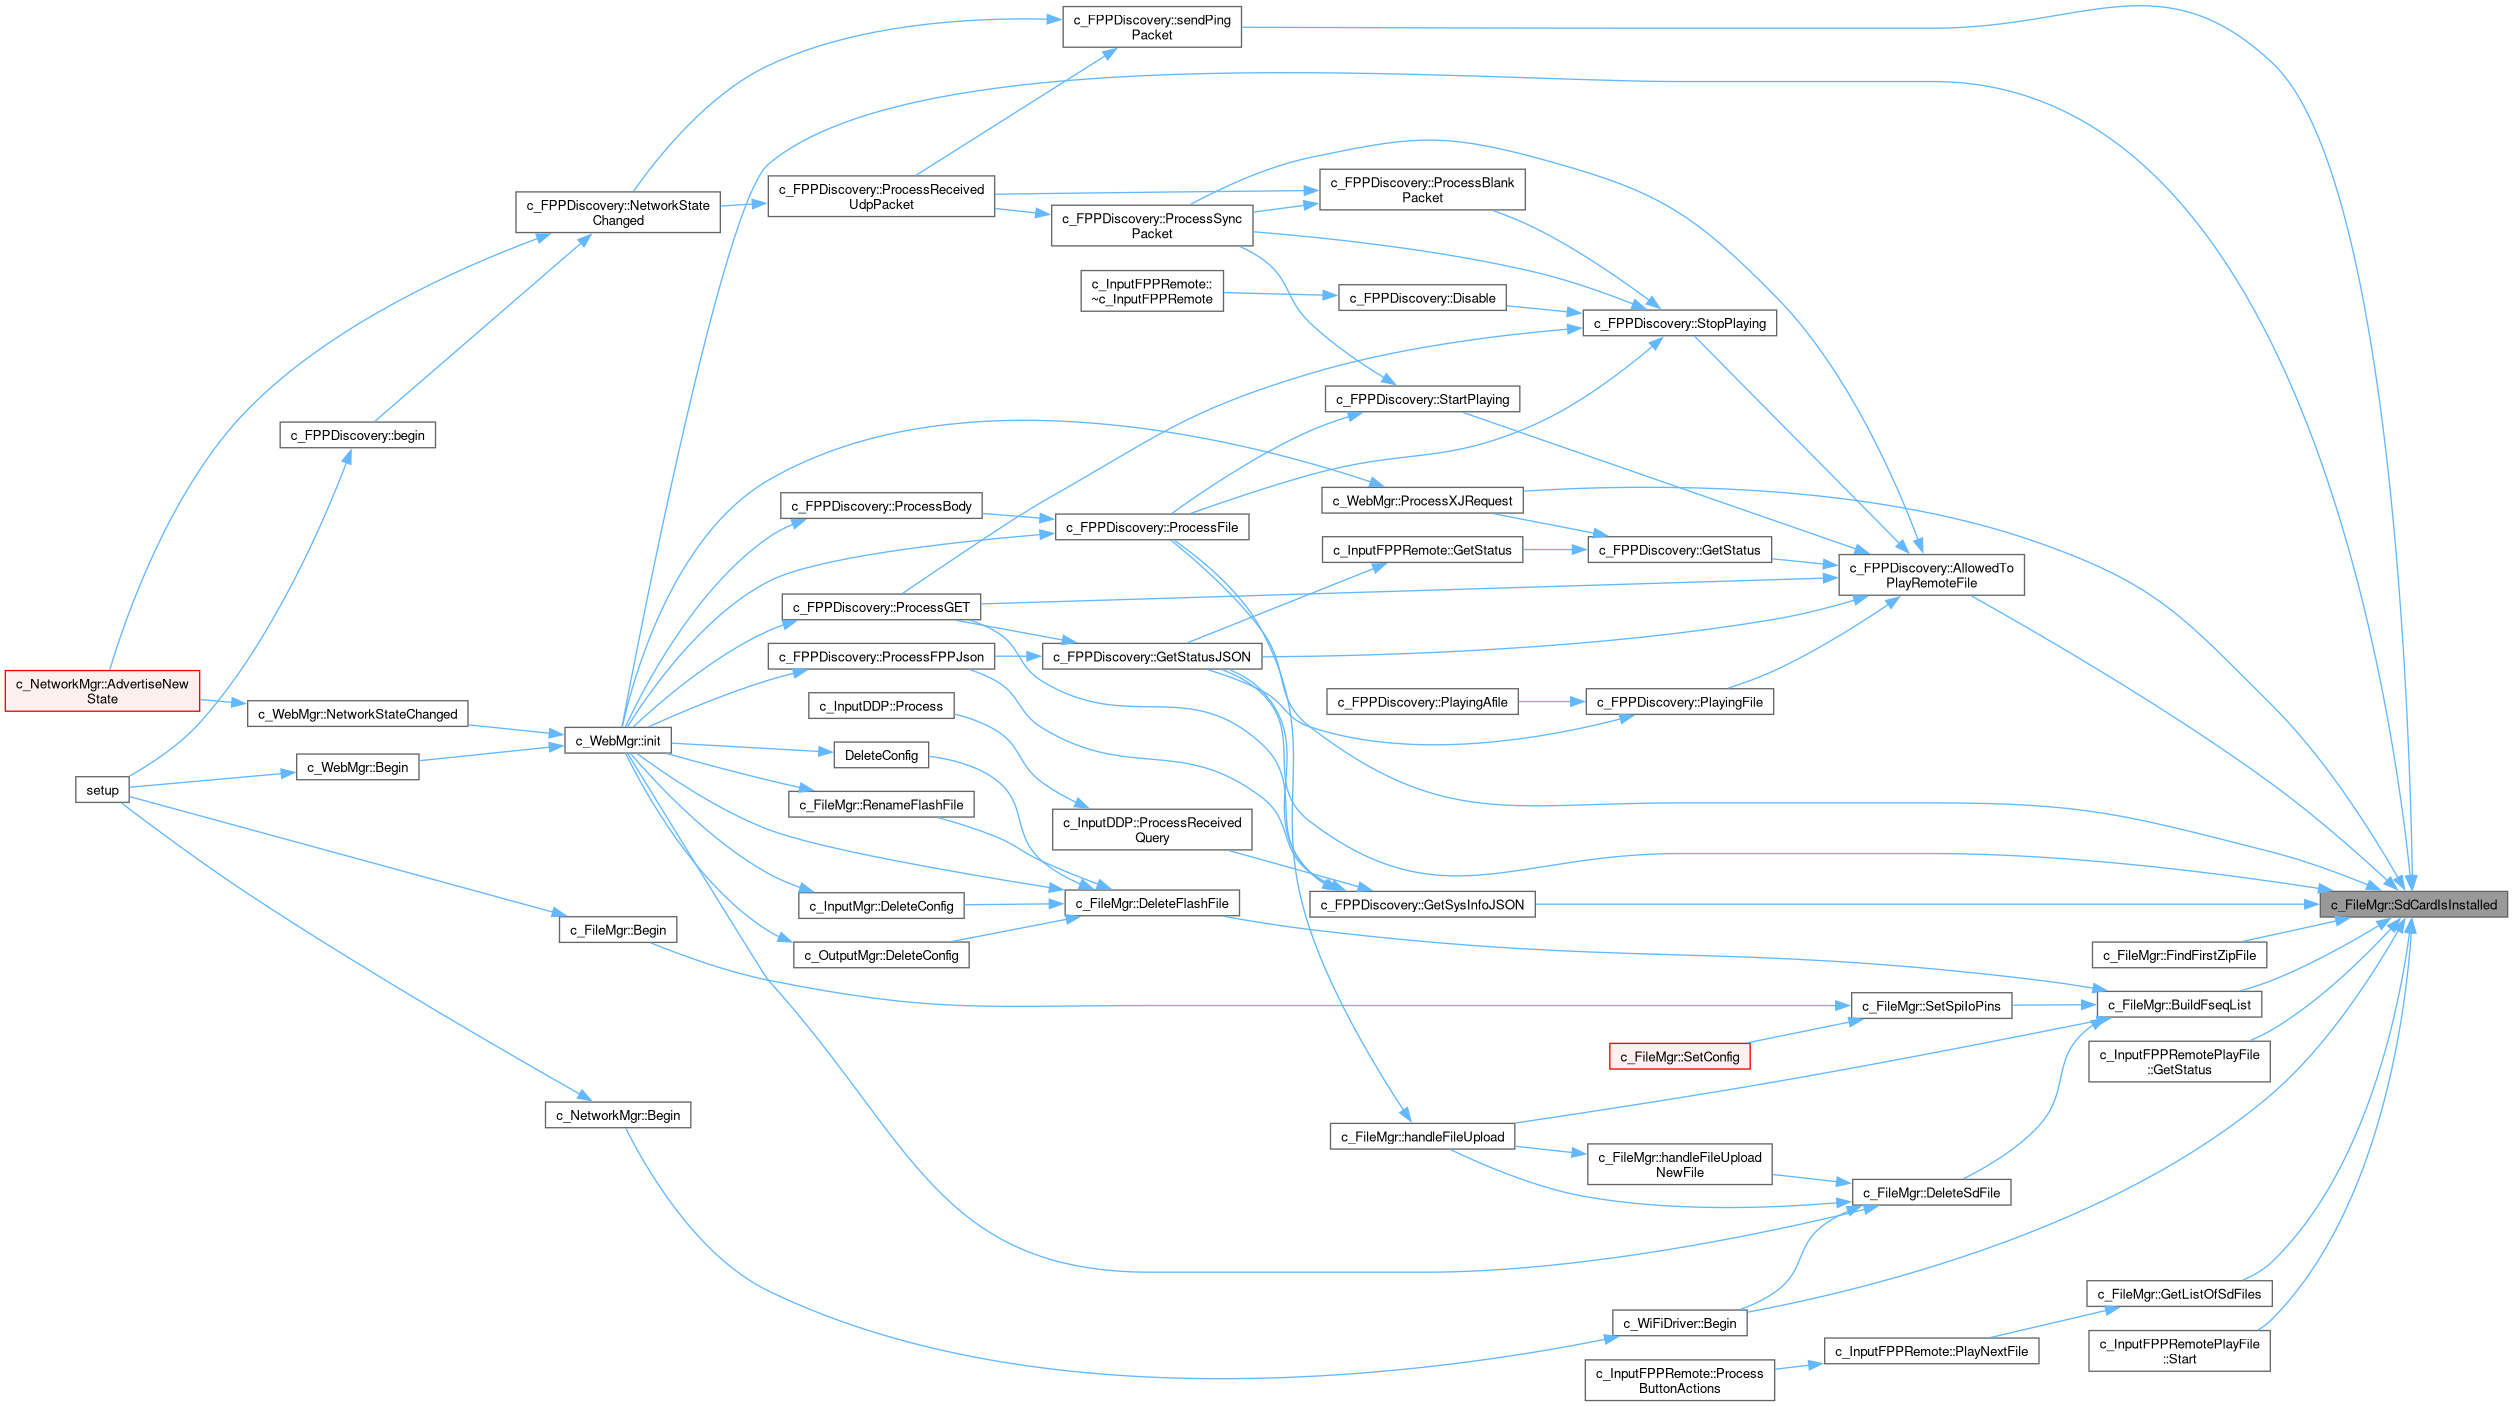 c_FPPDiscovery::sendPing
Packet
c_FPPDiscovery::NetworkState
Changed
c_FPPDiscovery::ProcessReceived
UdpPacket
c_FPPDiscovery::ProcessBlank
Packet
c_FPPDiscovery::ProcessSync
Packet
c_InputFPPRemote::
~c_InputFPPRemote
c_FPPDiscovery::Disable
c_FPPDiscovery::StopPlaying
c_FPPDiscovery::StartPlaying
c_FPPDiscovery::begin
c_WebMgr::ProcessXJRequest
c_FPPDiscovery::ProcessBody
c_FPPDiscovery::ProcessFile
c_InputFPPRemote::GetStatus
c_FPPDiscovery::GetStatus
c_FPPDiscovery::AllowedTo
PlayRemoteFile
c_FPPDiscovery::ProcessGET
c_FPPDiscovery::ProcessFPPJson
c_FPPDiscovery::GetStatusJSON
c_NetworkMgr::AdvertiseNew
State
c_WebMgr::NetworkStateChanged
c_InputDDP::Process
c_FPPDiscovery::PlayingAfile
c_FPPDiscovery::PlayingFile
c_WebMgr::init
DeleteConfig
c_WebMgr::Begin
setup
c_FileMgr::RenameFlashFile
c_InputDDP::ProcessReceived
Query
c_InputMgr::DeleteConfig
c_FileMgr::DeleteFlashFile
c_FPPDiscovery::GetSysInfoJSON
c_FileMgr::SdCardIsInstalled
c_FileMgr::Begin
c_OutputMgr::DeleteConfig
c_FileMgr::FindFirstZipFile
c_FileMgr::SetSpiIoPins
c_FileMgr::BuildFseqList
c_FileMgr::SetConfig
c_InputFPPRemotePlayFile
::GetStatus
c_NetworkMgr::Begin
c_FileMgr::handleFileUpload
c_FileMgr::handleFileUpload
NewFile
c_FileMgr::DeleteSdFile
c_FileMgr::GetListOfSdFiles
c_WiFiDriver::Begin
c_InputFPPRemote::PlayNextFile
c_InputFPPRemotePlayFile
::Start
c_InputFPPRemote::Process
ButtonActions